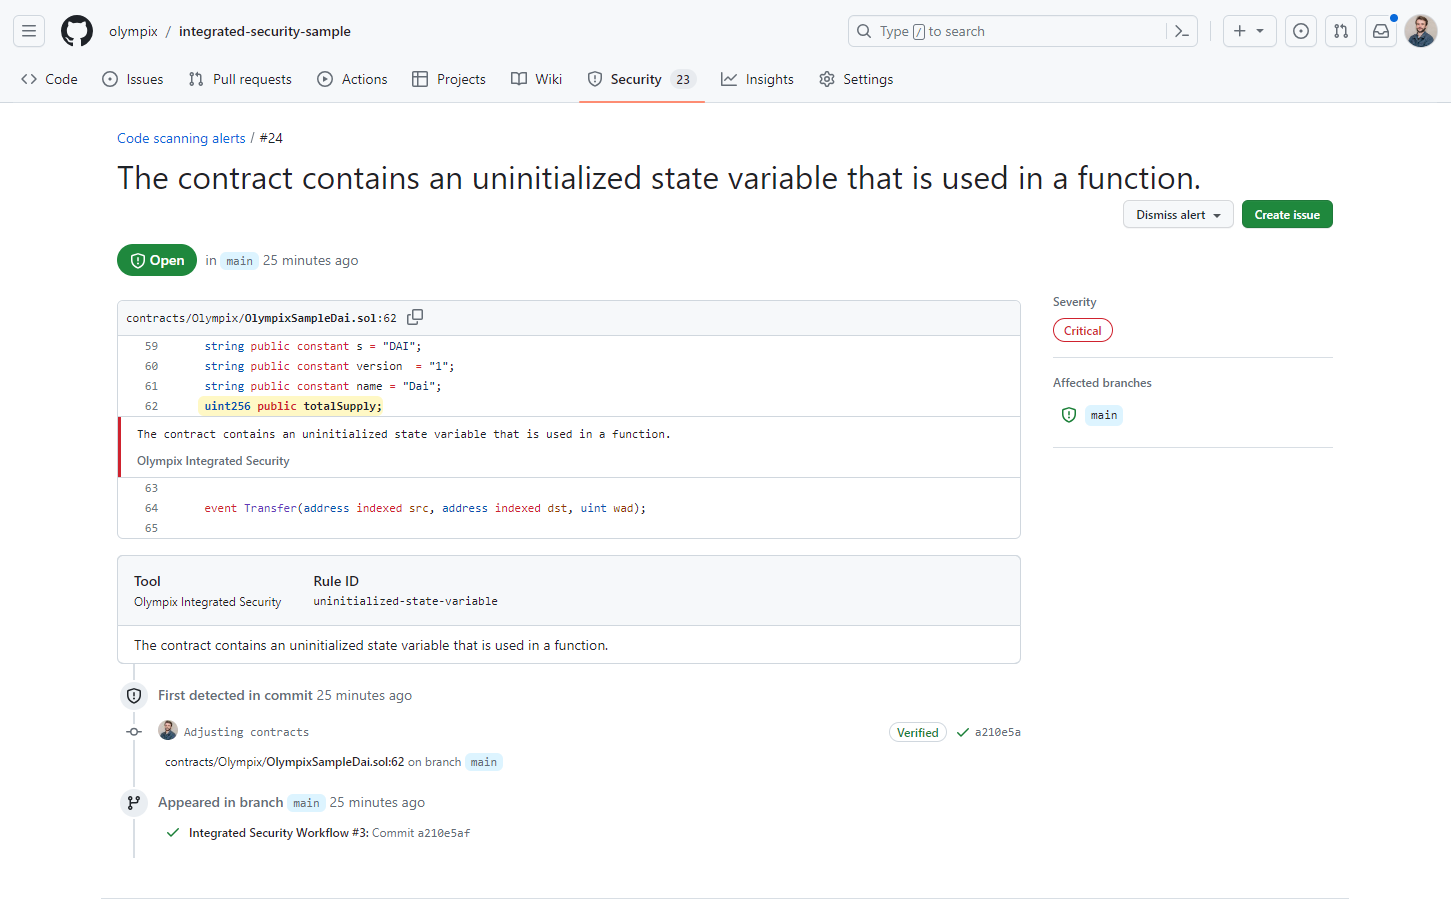 olympix / integrated-security-sample
Type / to search
Code
Issues
Pull requests
Actions
Projects
Wiki
Security 23
Insights
Settings
Code scanning alerts / #24
The contract contains an uninitialized state variable that is used in a function.
Dismiss alert
Create issue
Open in main 25 minutes ago
contracts/Olympix/OlympixSampleDai.sol:62
59 string public constant s = "DAI";
60 string public constant version  = "1";
61 string public constant name = "Dai";
62 uint256 public totalSupply;
The contract contains an uninitialized state variable that is used in a function.
Olympix Integrated Security
63
64 event Transfer(address indexed src, address indexed dst, uint wad);
65
Severity
Critical
Affected branches
main
Tool Rule ID
Olympix Integrated Security uninitialized-state-variable
The contract contains an uninitialized state variable that is used in a function.
First detected in commit 25 minutes ago
Adjusting contracts Verified a210e5a
contracts/Olympix/OlympixSampleDai.sol:62 on branch main
Appeared in branch main 25 minutes ago
Integrated Security Workflow #3: Commit a210e5af